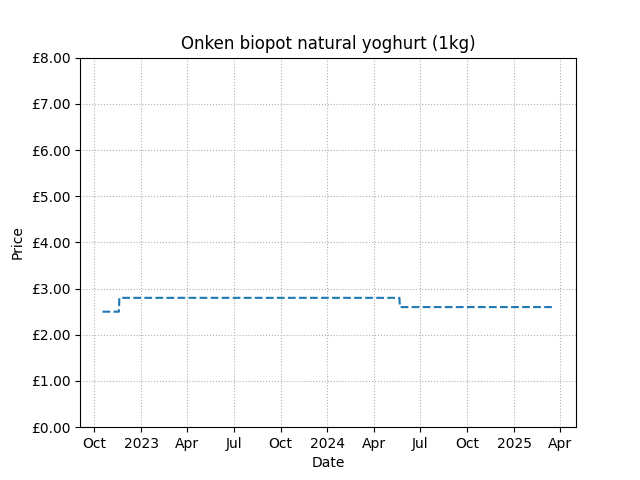 Onken biopot natural yoghurt (1kg)
£8.00
£7.00
£6.00
£5.00
£4.00
£3.00
£2.00
£1.00
£0.00
Price
Oct 2023 Apr Jul Oct 2024 Apr Jul Oct 2025 Apr
Date